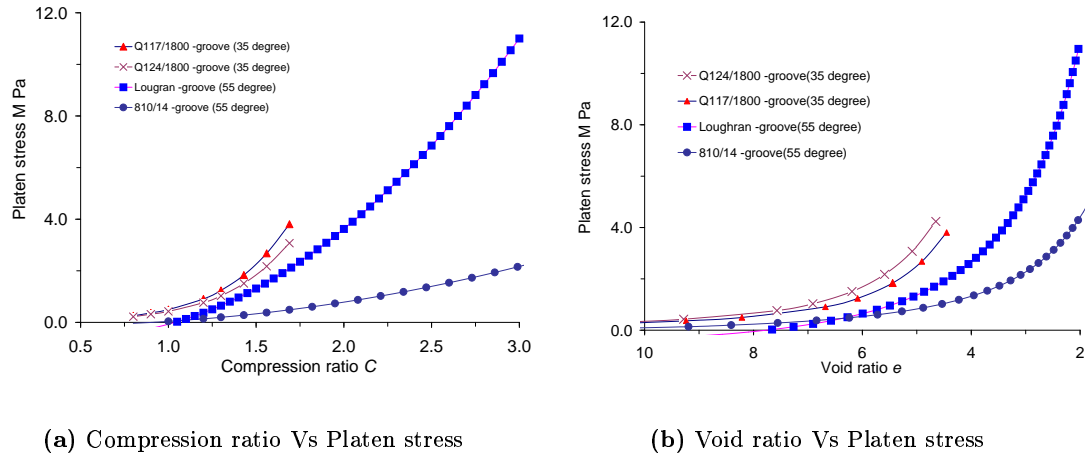 12.0
8.0
4.0
0.0
Platen stress M Pa
Q117/1800 -groove (35 degree)
Q124/1800 -groove (35 degree)
Lougran -groove (55 degree)
810/14 -groove (55 degree)
0.5 1.0 1.5 2.0 2.5 3.0
Compression ratio C
(a) Compression ratio Vs Platen stress
12.0
8.0
4.0
0.0
Platen stress M Pa
Q124/1800 -groove(35 degree)
Q117/1800 -groove(35 degree)
Loughran -groove(55 degree)
810/14 -groove(55 degree)
10 8 6 4 2
Void ratio e
(b) Void ratio Vs Platen stress